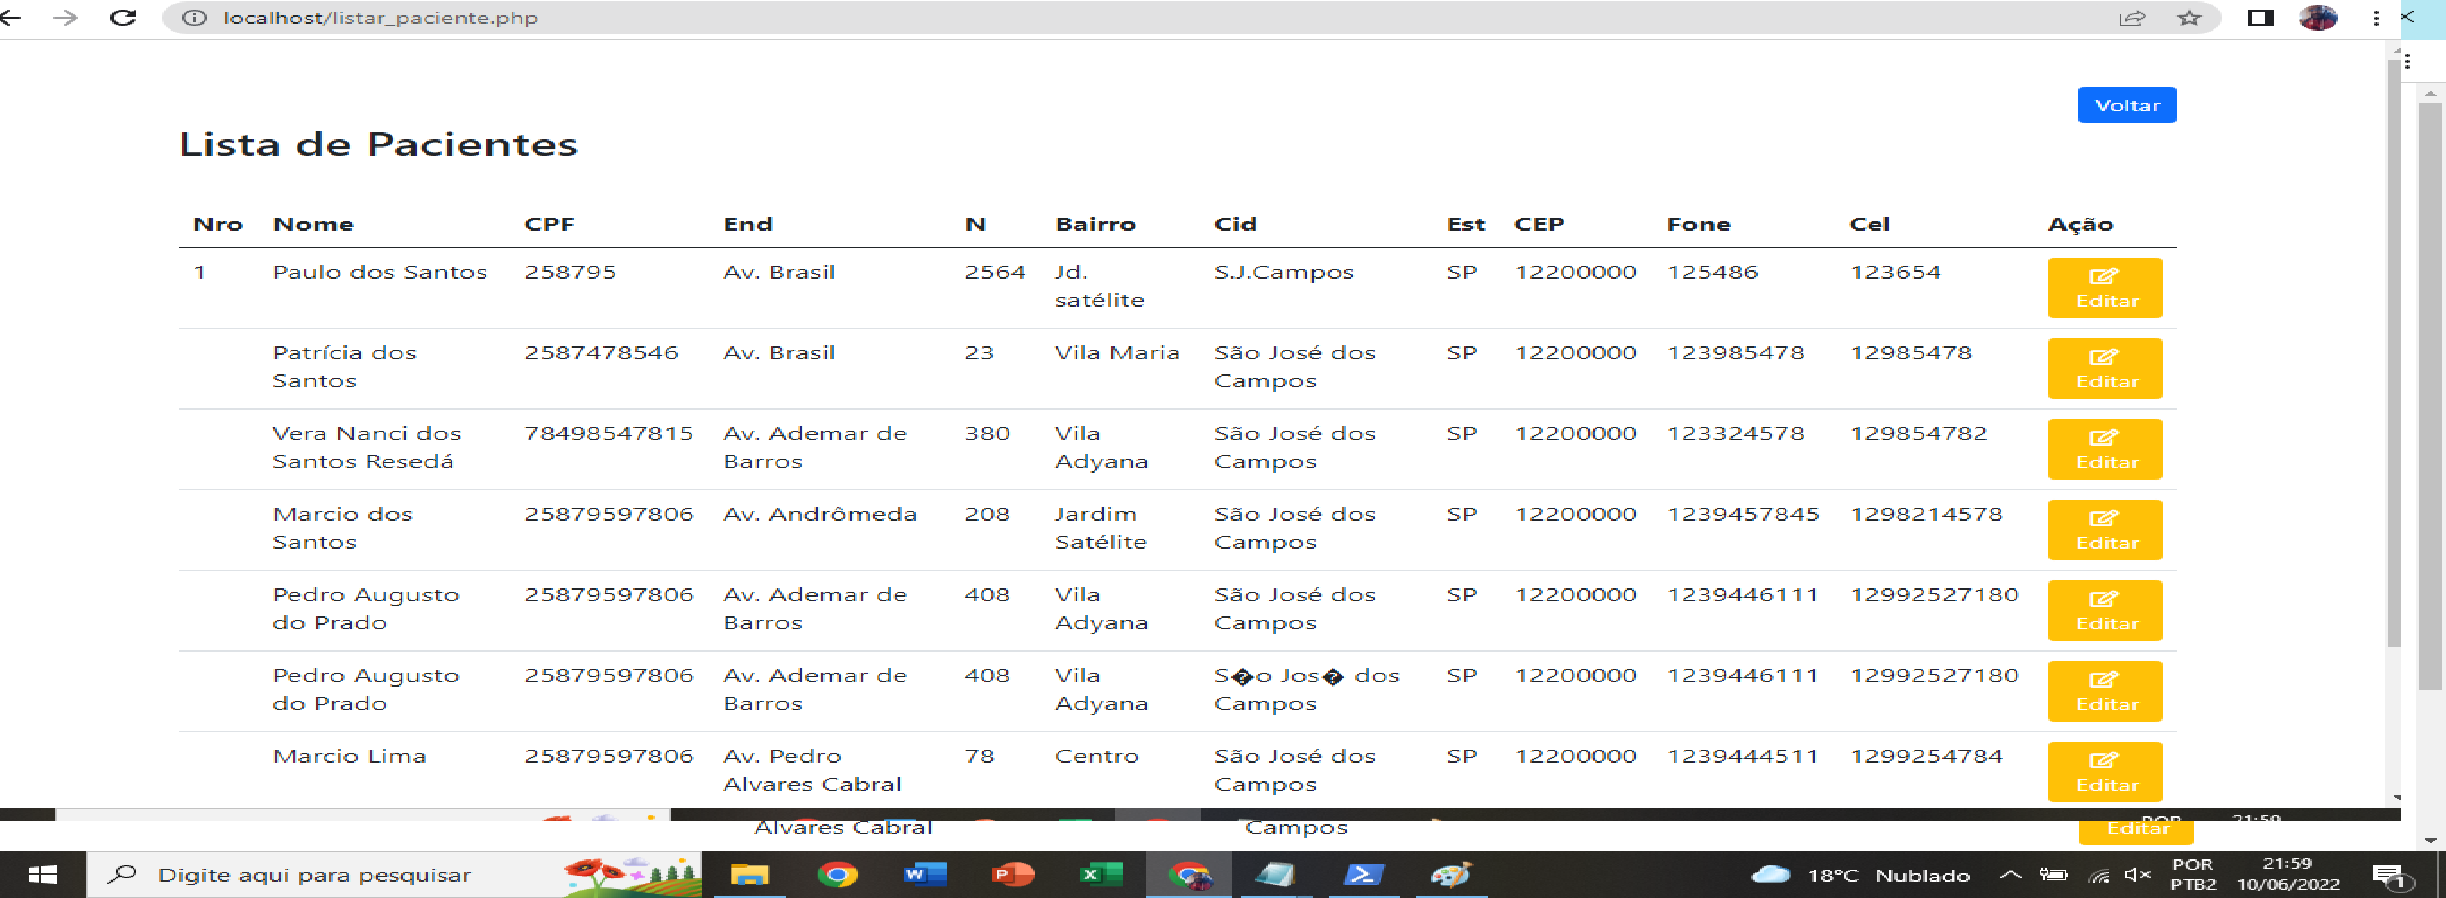 localhost/listar_paciente.php
Voltar
Lista de Pacientes
Nro Nome CPF End N Bairro Cid Est CEP Fone Cel Ação
1 Paulo dos Santos 258795 Av. Brasil 2564 Jd. S.J.Campos SP 12200000 125486 123654
satélite Editar
Patrícia dos 2587478546 Av. Brasil 23 Vila Maria São José dos SP 12200000 123985478 12985478
Santos Campos Editar
Vera Nanci dos 78498547815 Av. Ademar de 380 Vila São José dos SP 12200000 123324578 129854782
Santos Resedá Barros Adyana Campos Editar
Marcio dos 25879597806 Av. Andrômeda 208 Jardim São José dos SP 12200000 1239457845 1298214578
Santos Satélite Campos Editar
Pedro Augusto 25879597806 Av. Ademar de 408 Vila São José dos SP 12200000 1239446111 12992527180
do Prado Barros Adyana Campos Editar
Pedro Augusto 25879597806 Av. Ademar de 408 Vila S�o Jos� dos SP 12200000 1239446111 12992527180
do Prado Barros Adyana Campos Editar
Marcio Lima 25879597806 Av. Pedro 78 Centro São José dos SP 12200000 1239444511 1299254784
Alvares Cabral Campos Editar
POR 21:59
Alvares Cabral Campos Editar
Digite aqui para pesquisar 18°C Nublado POR 21:59
PTB2 10/06/2022 1